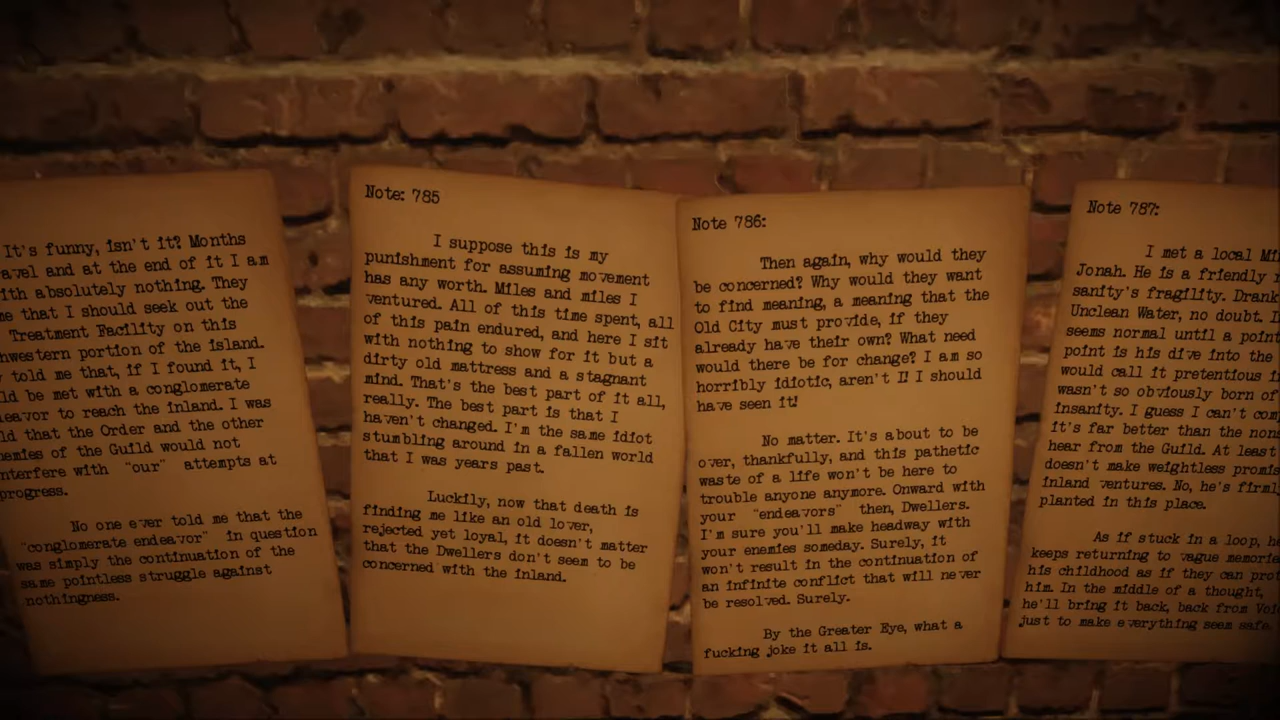 It's funny, isn't it? Months
and at the end of it I am
with absolutely nothing. They
me that I should seek out the
Treatment Facility on this
portion of the island.
told me that, if I found it, I
be met with a conglomerate
to reach the inland. I was
that the Order and the other
of the Guild would not
"our" attempts at
progress.
No one ever told me that the
"conglomerate endeavor" in question
was simply the continuation of the
same pointless struggle against
nothingness.
Note: 785
I suppose this is my
punishment for assuming movement
has any worth. Miles and miles I
ventured. All of this time spent, all
of this pain endured, and here I sit
with nothing to show for it but a
dirty old mattress and a stagnant
mind. That's the best part of it all,
really. The best part is that I
haven't changed. I'm the same idiot
stumbling around in a fallen world
that I was years past.
Luckily, now that death is
finding me like an old lover,
rejected yet loyal, it doesn't matter
that the Dwellers don't seem to be
concerned with the inland.
Note 786:
Then again, why would they
be concerned? Why would they want
to find meaning, a meaning that the
Old City must provide, if they
already have their own? What need
would there be for change? I am so
horribly idiotic, aren't I! I should
have seen it!
No matter. It's about to be
over, thankfully, and this pathetic
waste of a life won't be here to
trouble anyone anymore. Onward with
your "endeavors" then, Dwellers.
I'm sure you'll make headway with
your enemies someday. Surely, it
won't result in the continuation of
an infinite conflict that will never
be resolved. Surely.
By the Greater Eye, what a
fucking joke it all is.
Note 787:
I met a local
Jonah. He is a friendly
sanity's fragility. Drank
Unclean Water, no doubt.
seems normal until a point
point is his dive into the
would call it pretentious
wasn't so obviously born of
insanity. I guess I can't
it's far better than the
hear from the Guild. At least
doesn't make weightless
inland ventures. No, he's
planted in this place.
As if stuck in a loop,
keeps returning to vague
his childhood as if they can
him. In the middle of a thought,
he'll bring it back, back from
just to make everything seem safe.